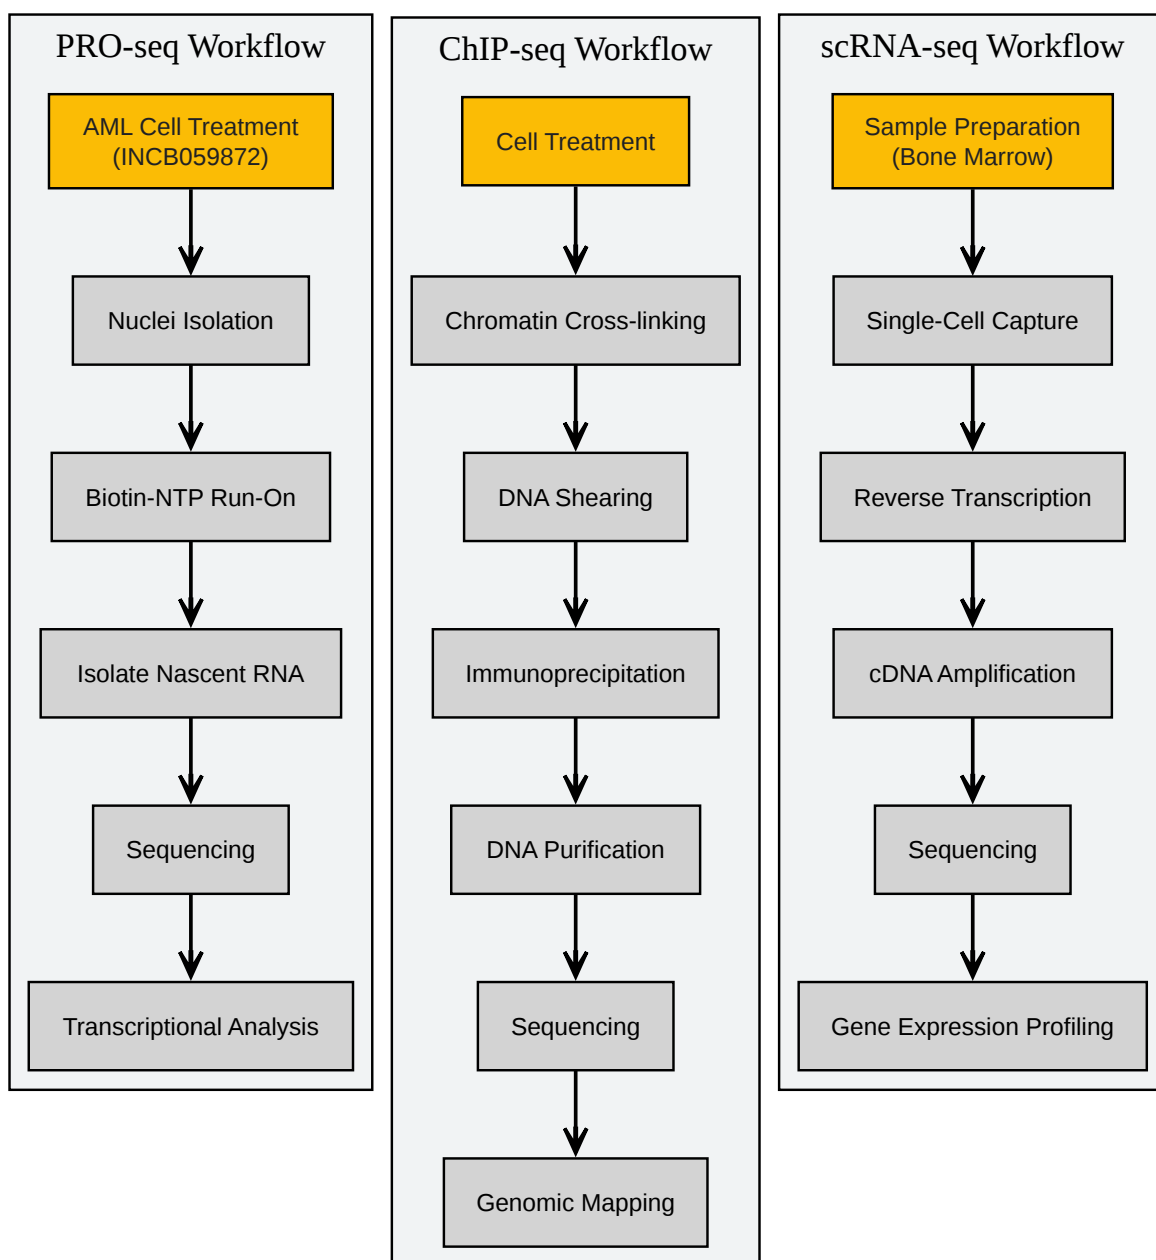 PRO-seq Workflow
AML Cell Treatment
(INCB059872)
Nuclei Isolation
Biotin-NTP Run-On
Isolate Nascent RNA
Sequencing
Transcriptional Analysis
ChIP-seq Workflow
Cell Treatment
Chromatin Cross-linking
DNA Shearing
Immunoprecipitation
DNA Purification
Sequencing
Genomic Mapping
scRNA-seq Workflow
Sample Preparation
(Bone Marrow)
Single-Cell Capture
Reverse Transcription
cDNA Amplification
Sequencing
Gene Expression Profiling